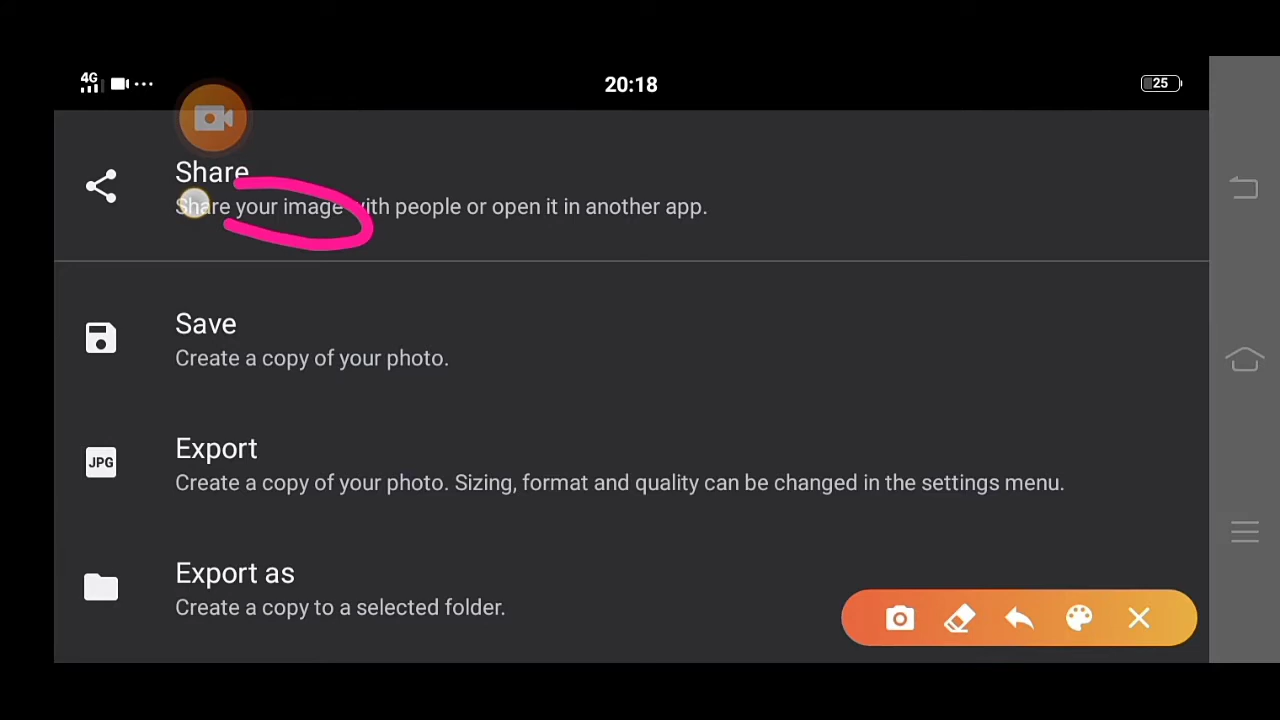 4G 20:18 25
Share
Share your image with people or open it in another app.
Save
Create a copy of your photo.
JPG
Export
Create a copy of your photo. Sizing, format and quality can be changed in the settings menu.
Export as
Create a copy to a selected folder.